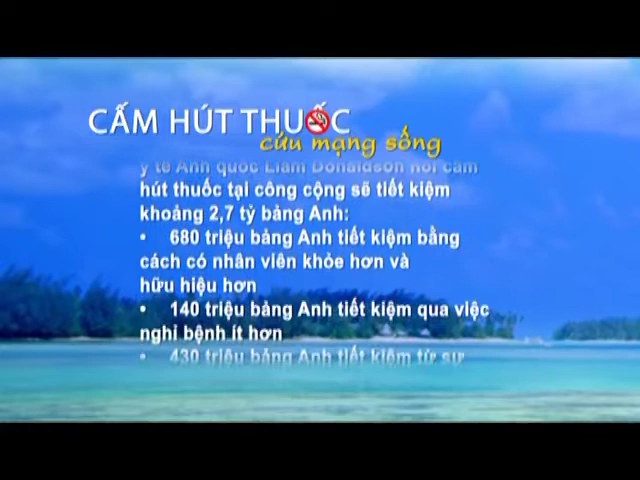 CẤM HÚT THUỐC
cứu mạng sống
y tế Anh quốc Liam Donaldson nói cấm
hút thuốc tại công cộng sẽ tiết kiệm
khoảng 2,7 tỷ bảng Anh:
• 680 triệu bảng Anh tiết kiệm bằng
cách có nhân viên khỏe hơn và
hữu hiệu hơn
• 140 triệu bảng Anh tiết kiệm qua việc
nghỉ bệnh ít hơn
• 430 triệu bảng Anh tiết kiệm từ sự